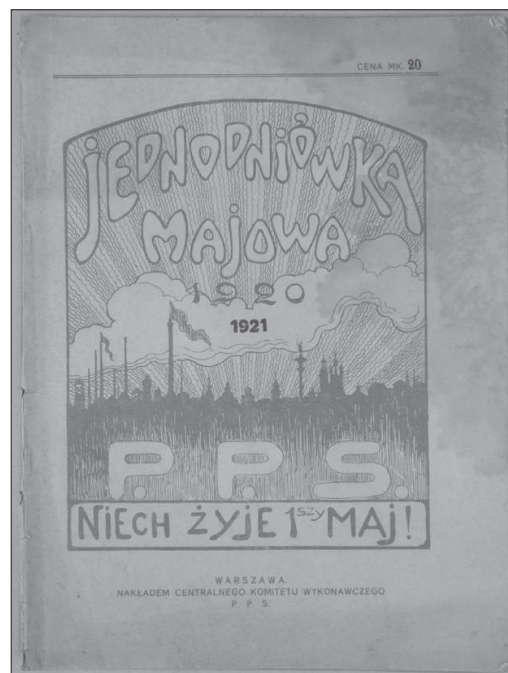 CENA MK. 20
JEDNODNIÓWKA
MAJOWA
1920
1921
P. P. S.
NIECH ŻYJE 1szy MAJ!
WARSZAWA.
NAKŁADEM CENTRALNEGO KOMITETU WYKONAWCZEGO
P. P. S.